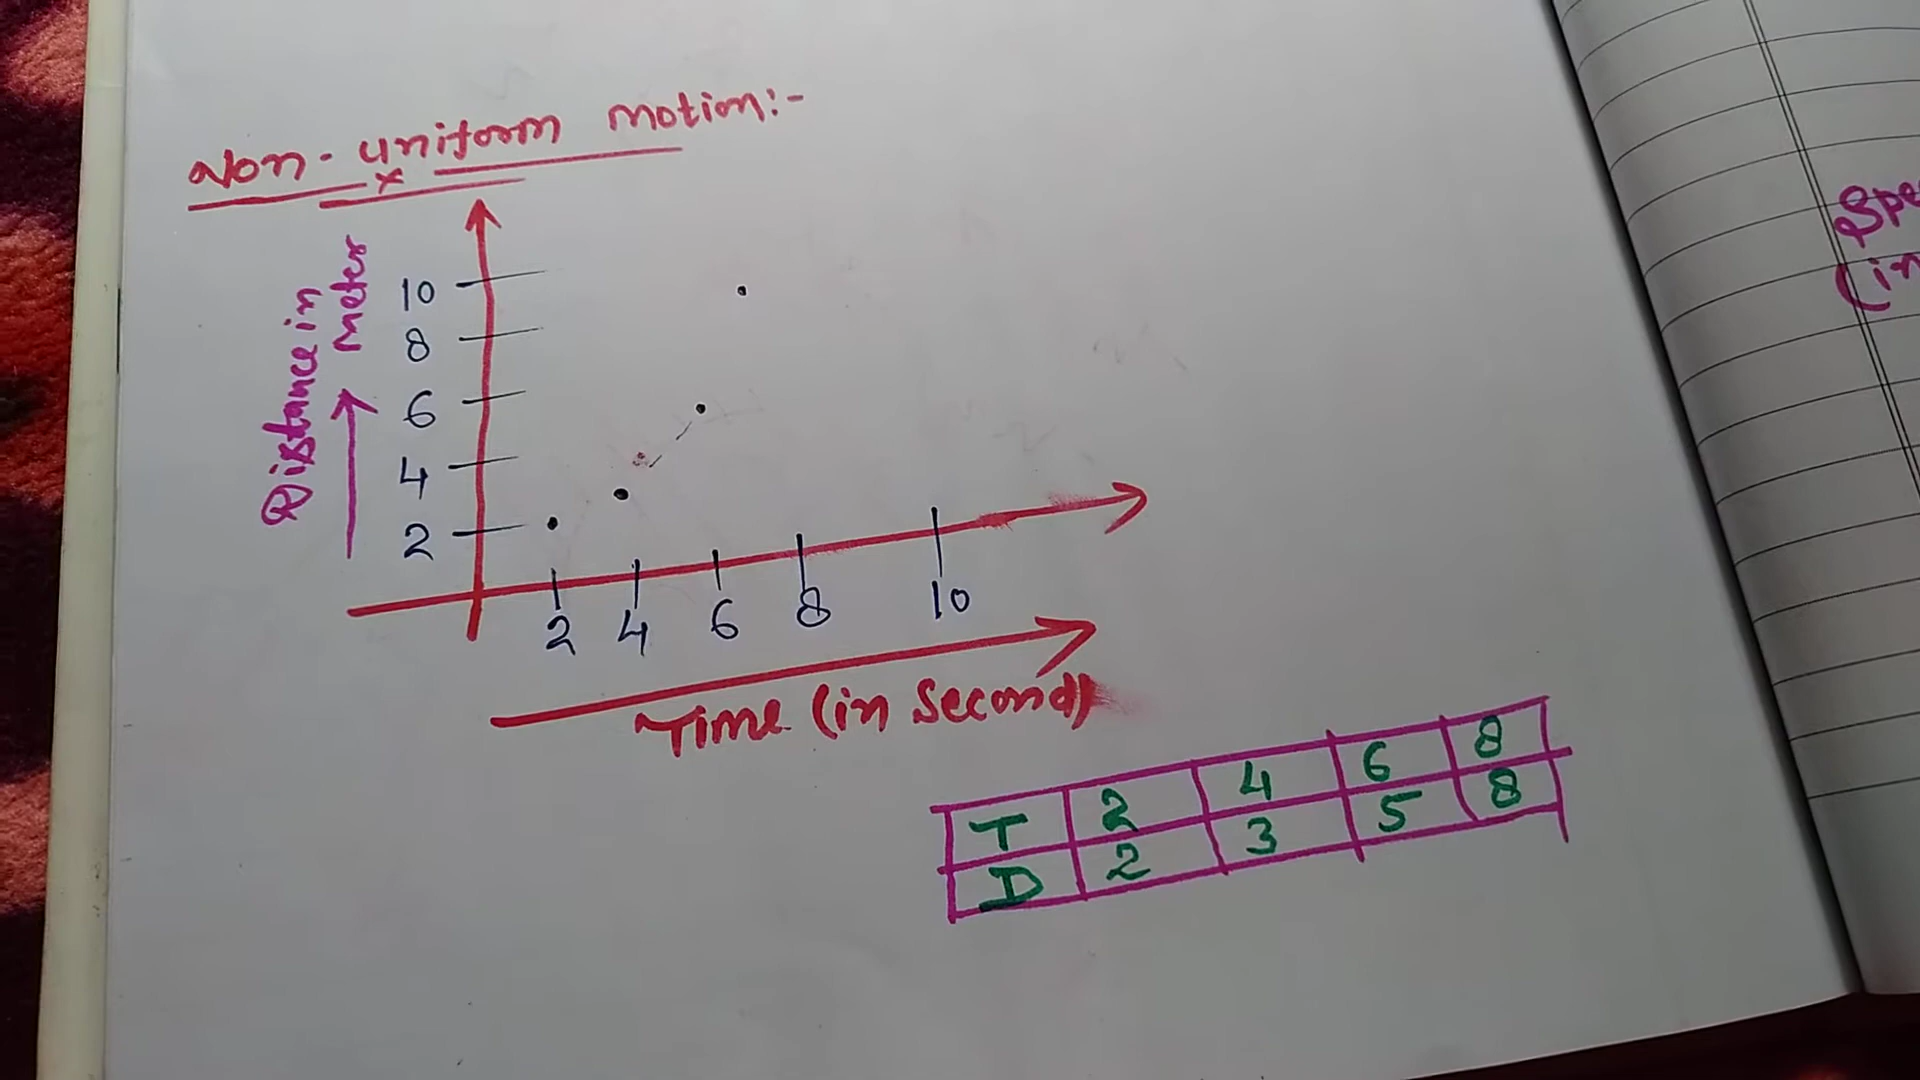 Non-uniform motion:-
x
Distance in
Meter
10
8
6
4
2
2 4 6 8 10
Time (in second)
T 2 4 6 8
D 2 3 5 8
(in